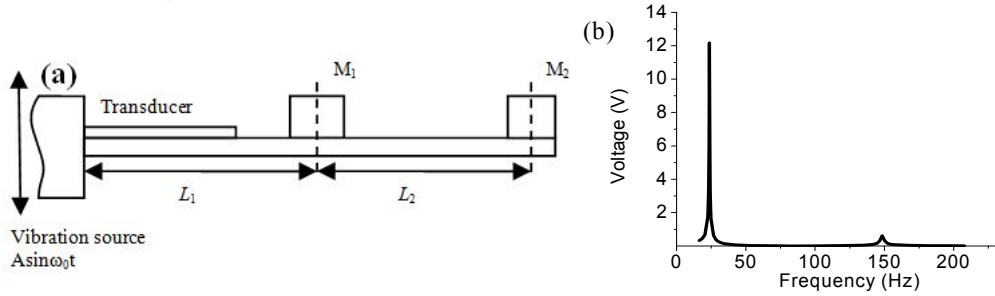 (a)
M₁
M₂
Transducer
L₁
L₂
Vibration source
Asinω₀t
(b)
Voltage (V)
14
12
10
8
6
4
2
0
50
100
150
200
Frequency (Hz)